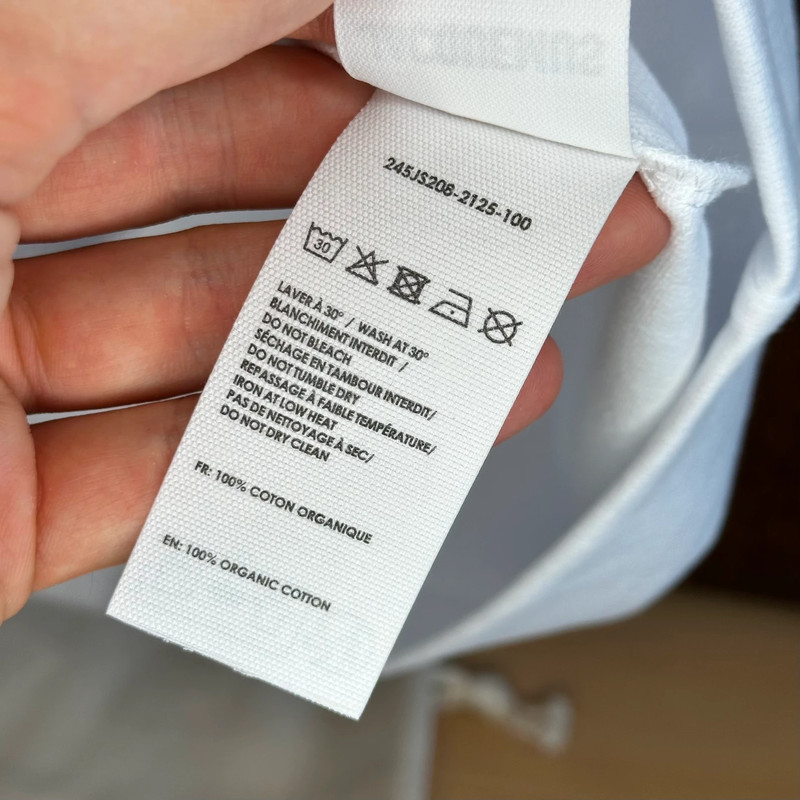 245JS206-2125-100
30
LAVER À 30° / WASH AT 30°
BLANCHIMENT INTERDIT /
DO NOT BLEACH
SÉCHAGE EN TAMBOUR INTERDIT/
DO NOT TUMBLE DRY
REPASSAGE À FAIBLE TEMPÉRATURE/
IRON AT LOW HEAT
PAS DE NETTOYAGE À SEC/
DO NOT DRY CLEAN
FR: 100% COTON ORGANIQUE
EN: 100% ORGANIC COTTON